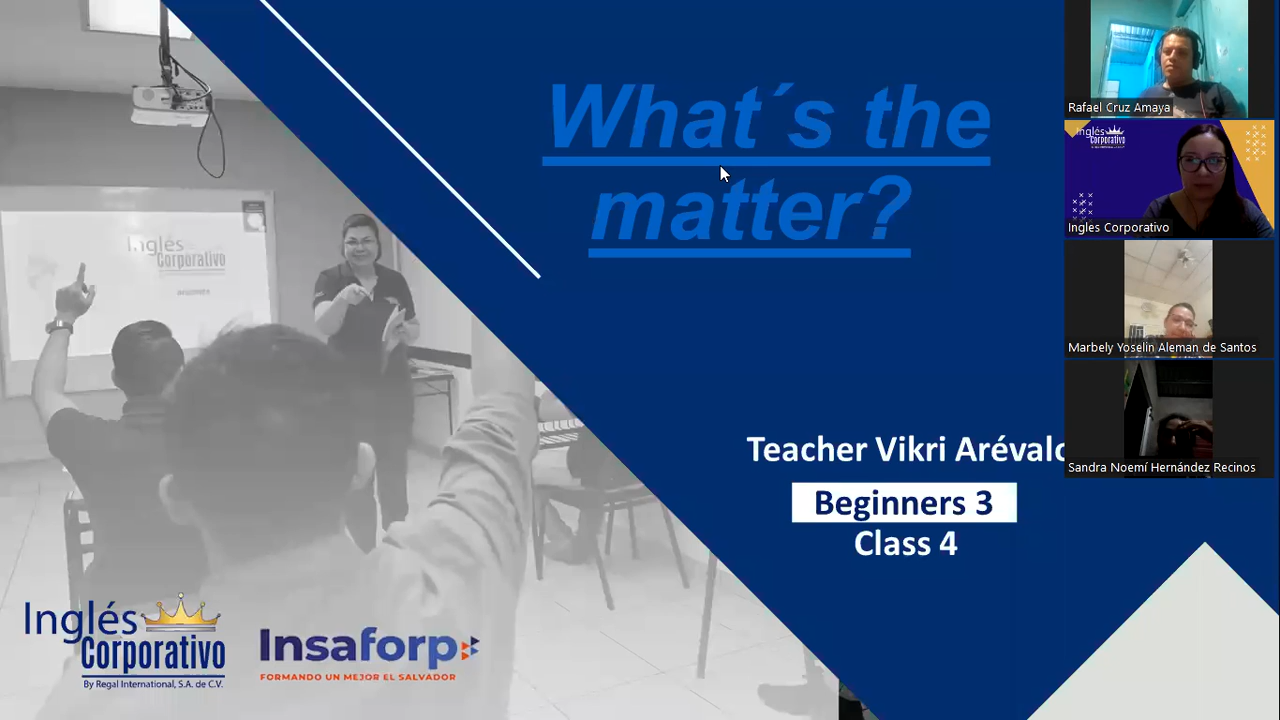 What´s the
matter?
Teacher Vikri Arévalo
Beginners 3
Class 4
Inglés
Corporativo
By Regal International, S.A. de C.V.
Insaforp
FORMANDO UN MEJOR EL SALVADOR
Inglés
Corporativo
Rafael Cruz Amaya
Inglés
Corporativo
Ingles Corporativo
Marbely Yoselin Aleman de Santos
Sandra Noemí Hernández Recinos